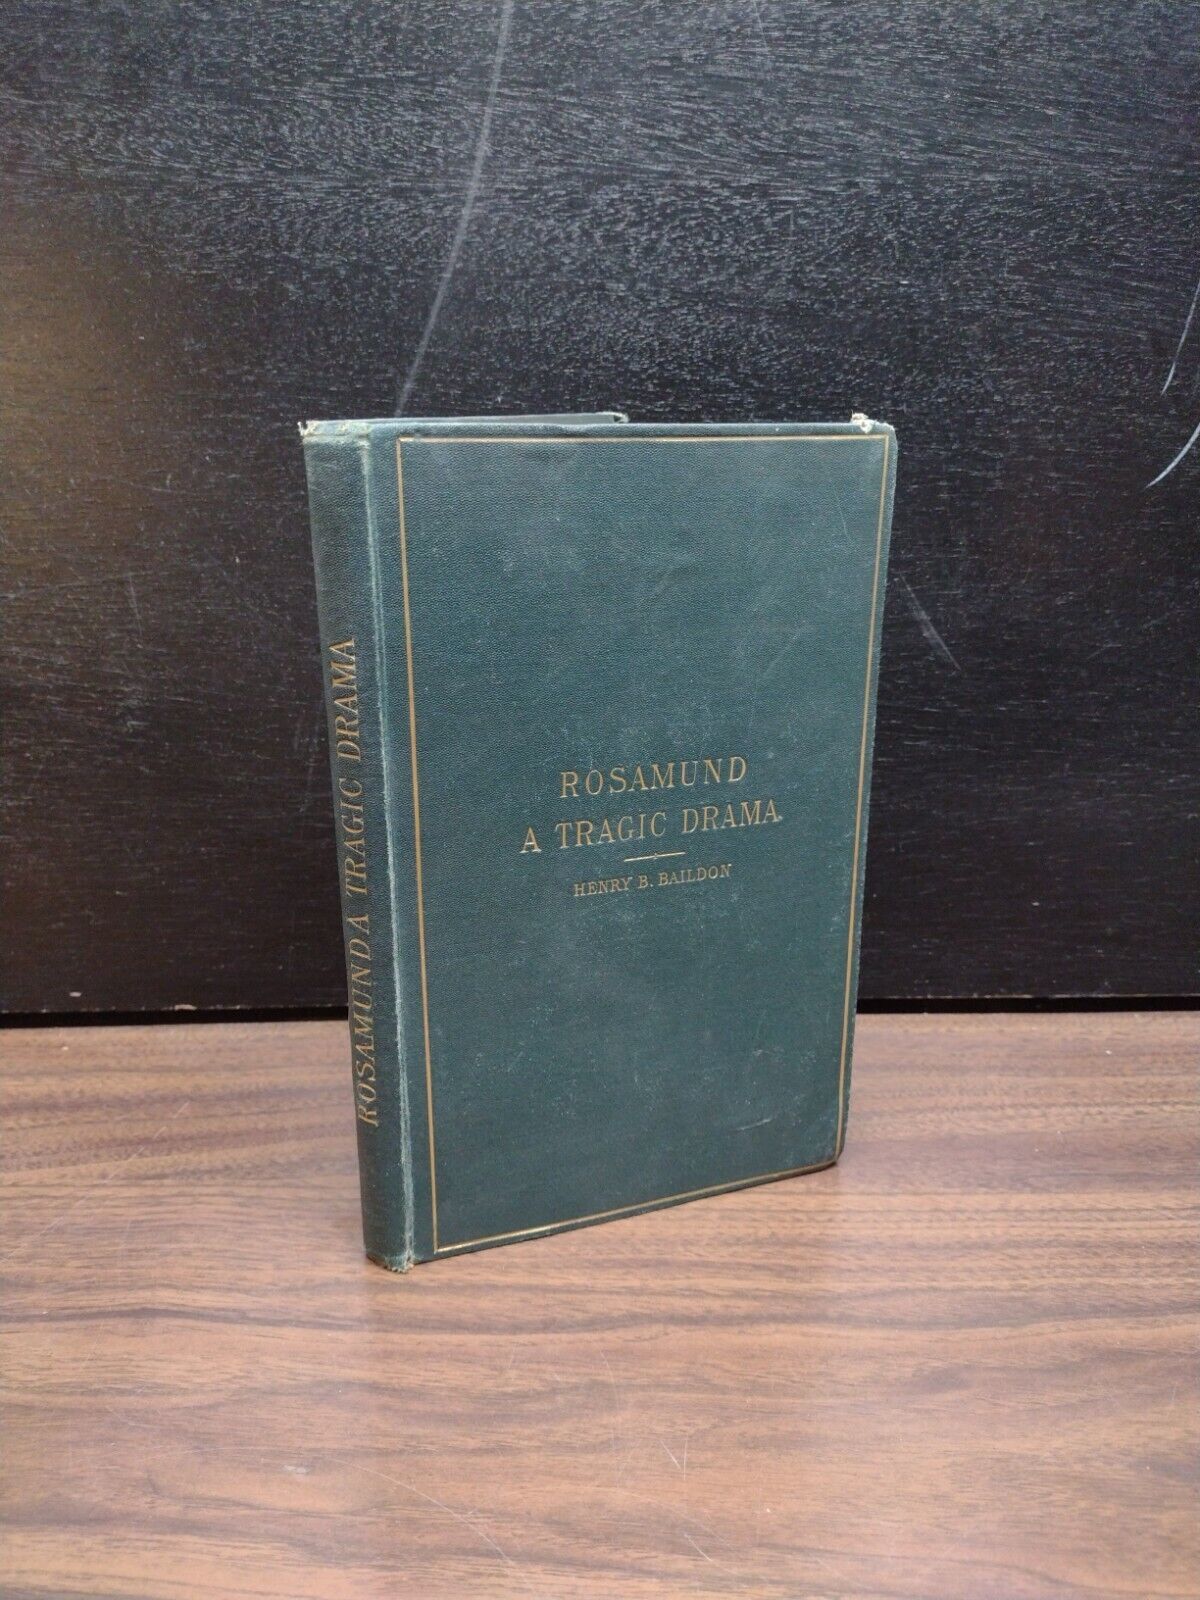 ROSAMUND A TRAGIC DRAMA
ROSAMUND
A TRAGIC DRAMA
HENRY B. BAILDON